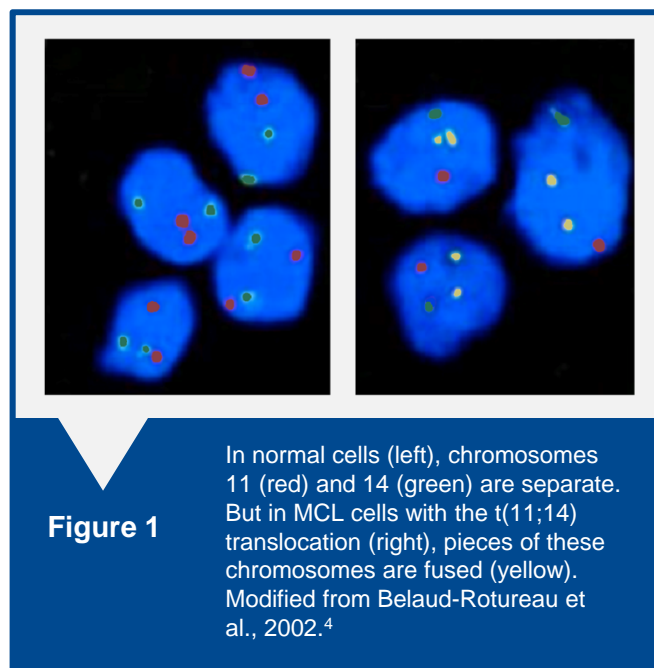 Figure 1
In normal cells (left), chromosomes
11 (red) and 14 (green) are separate.
But in MCL cells with the t(11;14)
translocation (right), pieces of these
chromosomes are fused (yellow).
Modified from Belaud-Rotureau et
al., 2002.⁴